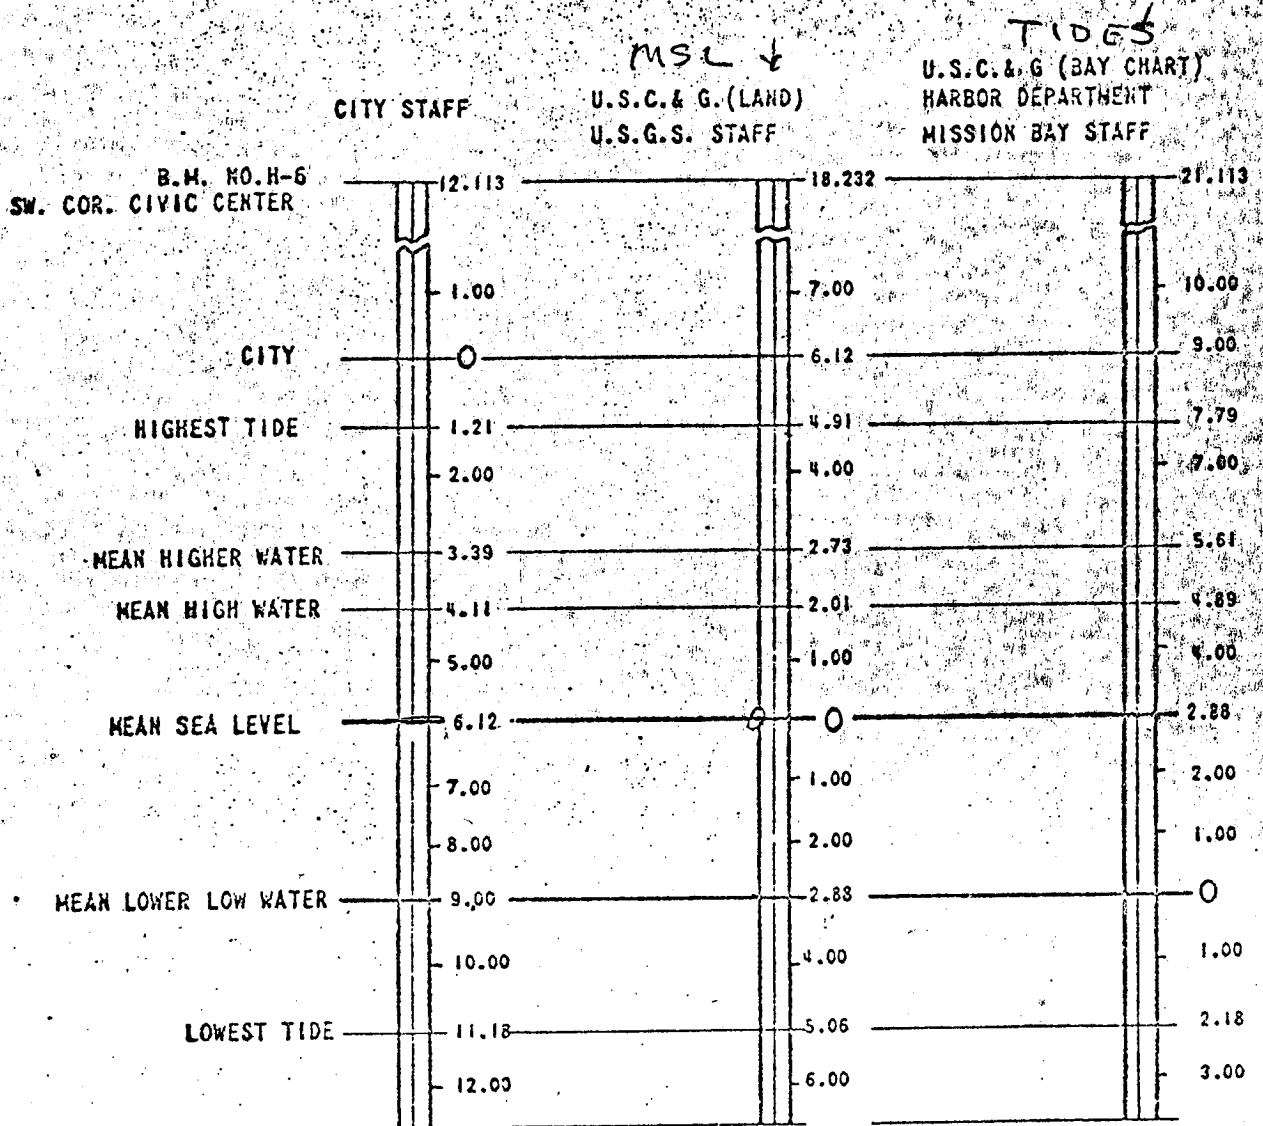 MSL ↓
TIDES ↓
CITY STAFF
U.S.C.& G.(LAND)
U.S.G.S. STAFF
U.S.C.& G (BAY CHART)
HARBOR DEPARTMENT
MISSION BAY STAFF
B.M. NO.H-6 12.113 18.232 21.113
SW. COR. CIVIC CENTER
1.00 7.00 10.00
CITY 0 6.12 9.00
HIGHEST TIDE 1.21 4.91 7.79
2.00 4.00 7.00
MEAN HIGHER WATER 3.39 2.73 5.61
MEAN HIGH WATER 4.11 2.01 4.89
5.00 1.00 4.00
MEAN SEA LEVEL 6.12 0 0 2.88
7.00 1.00 2.00
8.00 2.00 1.00
MEAN LOWER LOW WATER 9.00 2.88 0
10.00 4.00 1.00
LOWEST TIDE 11.18 5.06 2.18
12.00 6.00 3.00